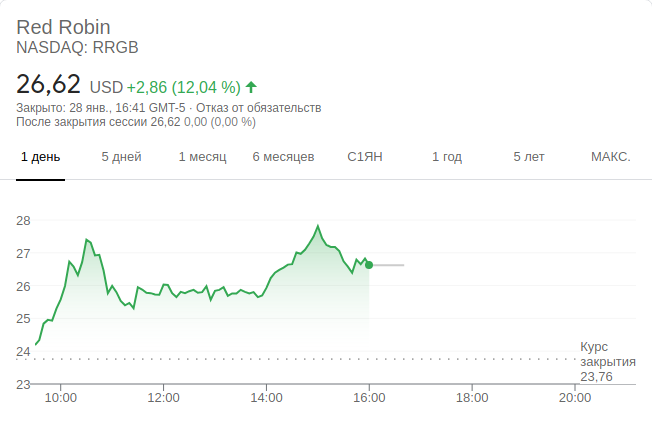 Red Robin
NASDAQ: RRGB
26,62 USD +2,86 (12,04 %)
Закрыто: 28 янв., 16:41 GMT-5 · Отказ от обязательств
После закрытия сессии 26,62 0,00 (0,00 %)
1 день 5 дней 1 месяц 6 месяцев С1ЯН 1 год 5 лет МАКС.
28
27
26
25
24
23
Курс
закрытия
23,76
10:00 12:00 14:00 16:00 18:00 20:00